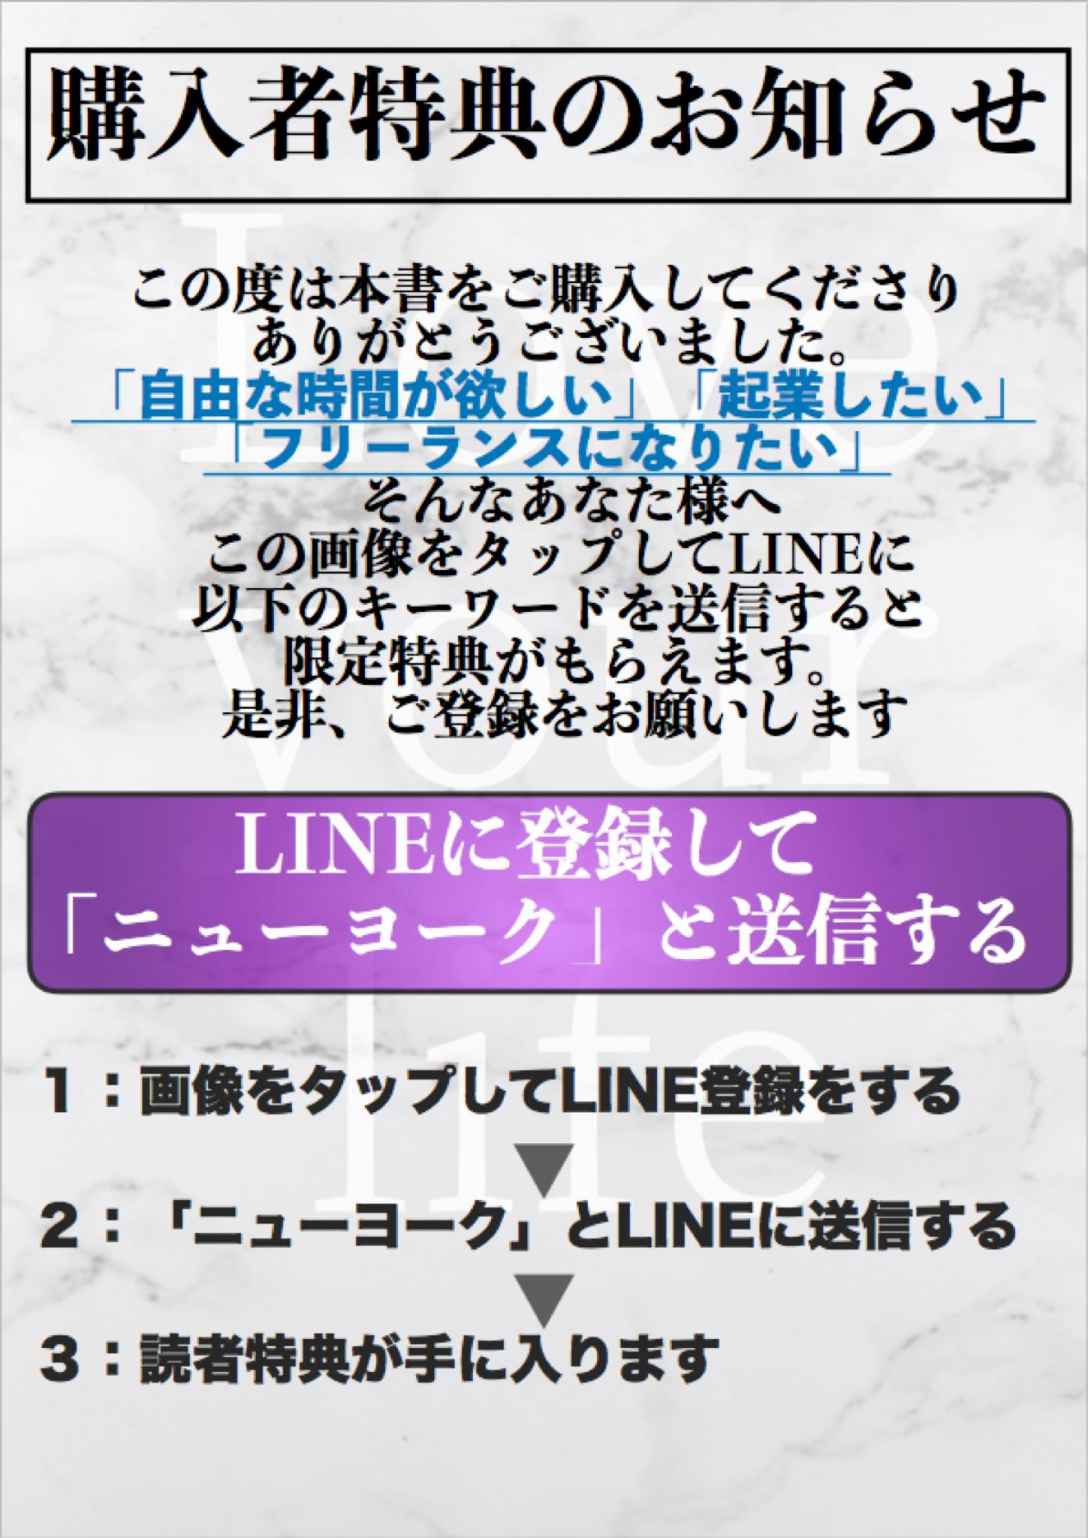 購入者特典のお知らせ
この度は本書をご購入してくださり
ありがとうございました。
「自由な時間が欲しい」「起業したい」
「フリーランスになりたい」
そんなあなた様へ
この画像をタップしてLINEに
以下のキーワードを送信すると
限定特典がもらえます。
是非、ご登録をお願いします
LINEに登録して
「ニューヨーク」と送信する
1：画像をタップしてLINE登録をする
▼
2：「ニューヨーク」とLINEに送信する
▼
3：読者特典が手に入ります
Love
your
life